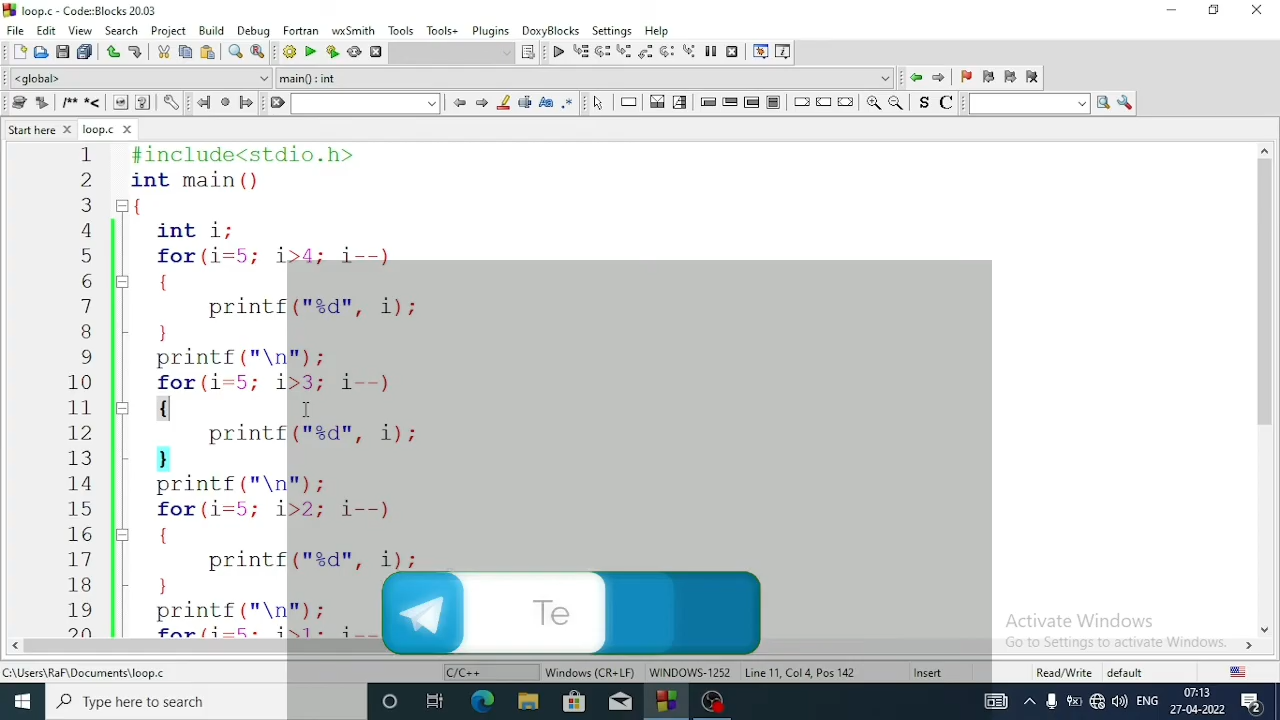 loop.c - Code::Blocks 20.03
File Edit View Search Project Build Debug Fortran wxSmith Tools Tools+ Plugins DoxyBlocks Settings Help
<global> main() : int
/** *< Aa .* S C
Start here loop.c
1 #include<stdio.h>
2 int main()
3 {
4 int i;
5 for(i=5; i>4; i--)
6 {
7 printf("%d", i);
8 }
9 printf("\n");
10 for(i=5; i>3; i--)
11 {
12 printf("%d", i);
13 }
14 printf("\n");
15 for(i=5; i>2; i--)
16 {
17 printf("%d", i);
18 }
19 printf("\n");
20 for(i=5; i>1; i--
Te
Activate Windows
Go to Settings to activate Windows.
C:\Users\RaF\Documents\loop.c C/C++ Windows (CR+LF) WINDOWS-1252 Line 11, Col 4, Pos 142 Insert Read/Write default
Type here to search ENG 07:13
27-04-2022 2